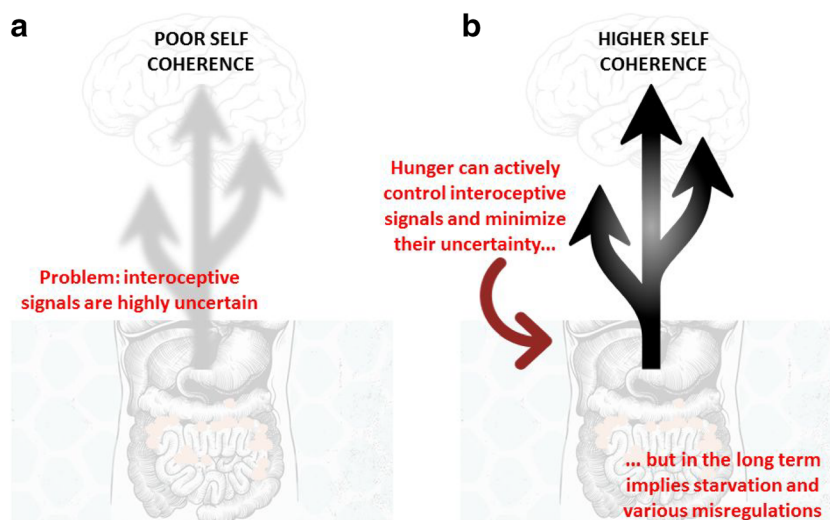 a
POOR SELF
COHERENCE
Problem: interoceptive
signals are highly uncertain
b
HIGHER SELF
COHERENCE
Hunger can actively
control interoceptive
signals and minimize
their uncertainty...
... but in the long term
implies starvation and
various misregulations